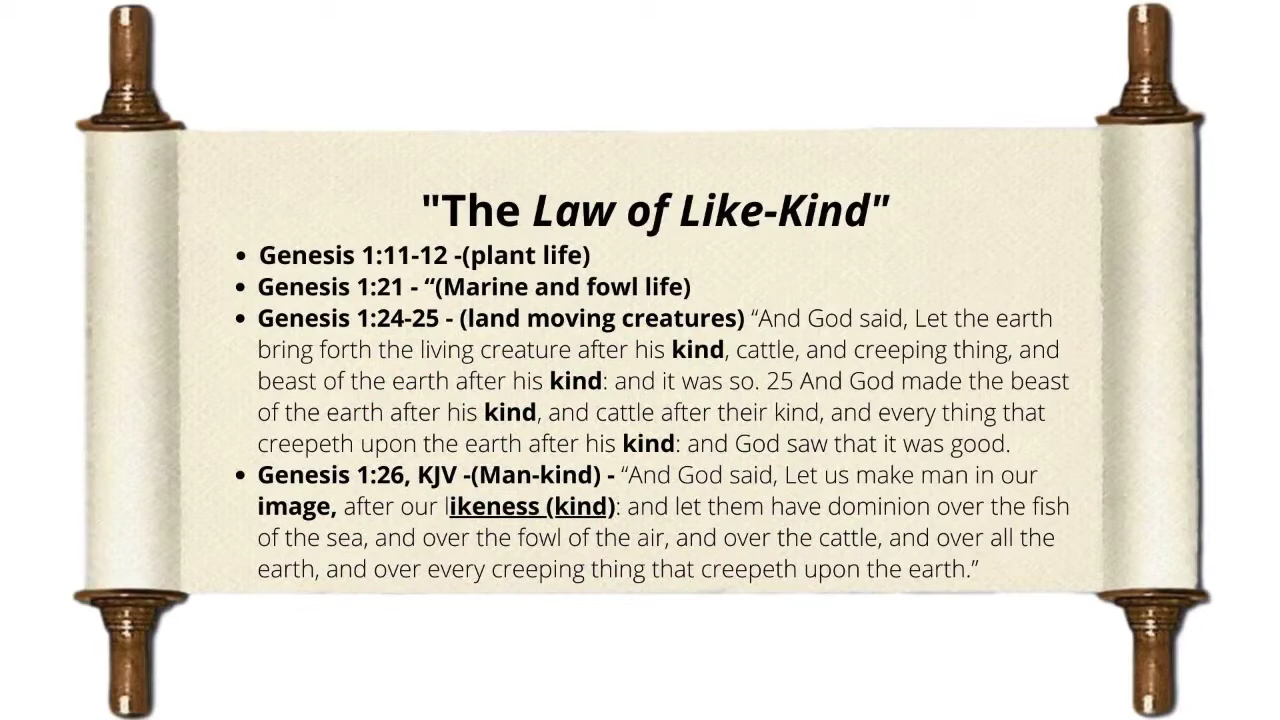 "The Law of Like-Kind"
• Genesis 1:11-12 -(plant life)
• Genesis 1:21 - “(Marine and fowl life)
• Genesis 1:24-25 - (land moving creatures) “And God said, Let the earth
bring forth the living creature after his kind, cattle, and creeping thing, and
beast of the earth after his kind: and it was so. 25 And God made the beast
of the earth after his kind, and cattle after their kind, and every thing that
creepeth upon the earth after his kind: and God saw that it was good.
• Genesis 1:26, KJV -(Man-kind) - “And God said, Let us make man in our
image, after our likeness (kind): and let them have dominion over the fish
of the sea, and over the fowl of the air, and over the cattle, and over all the
earth, and over every creeping thing that creepeth upon the earth.”